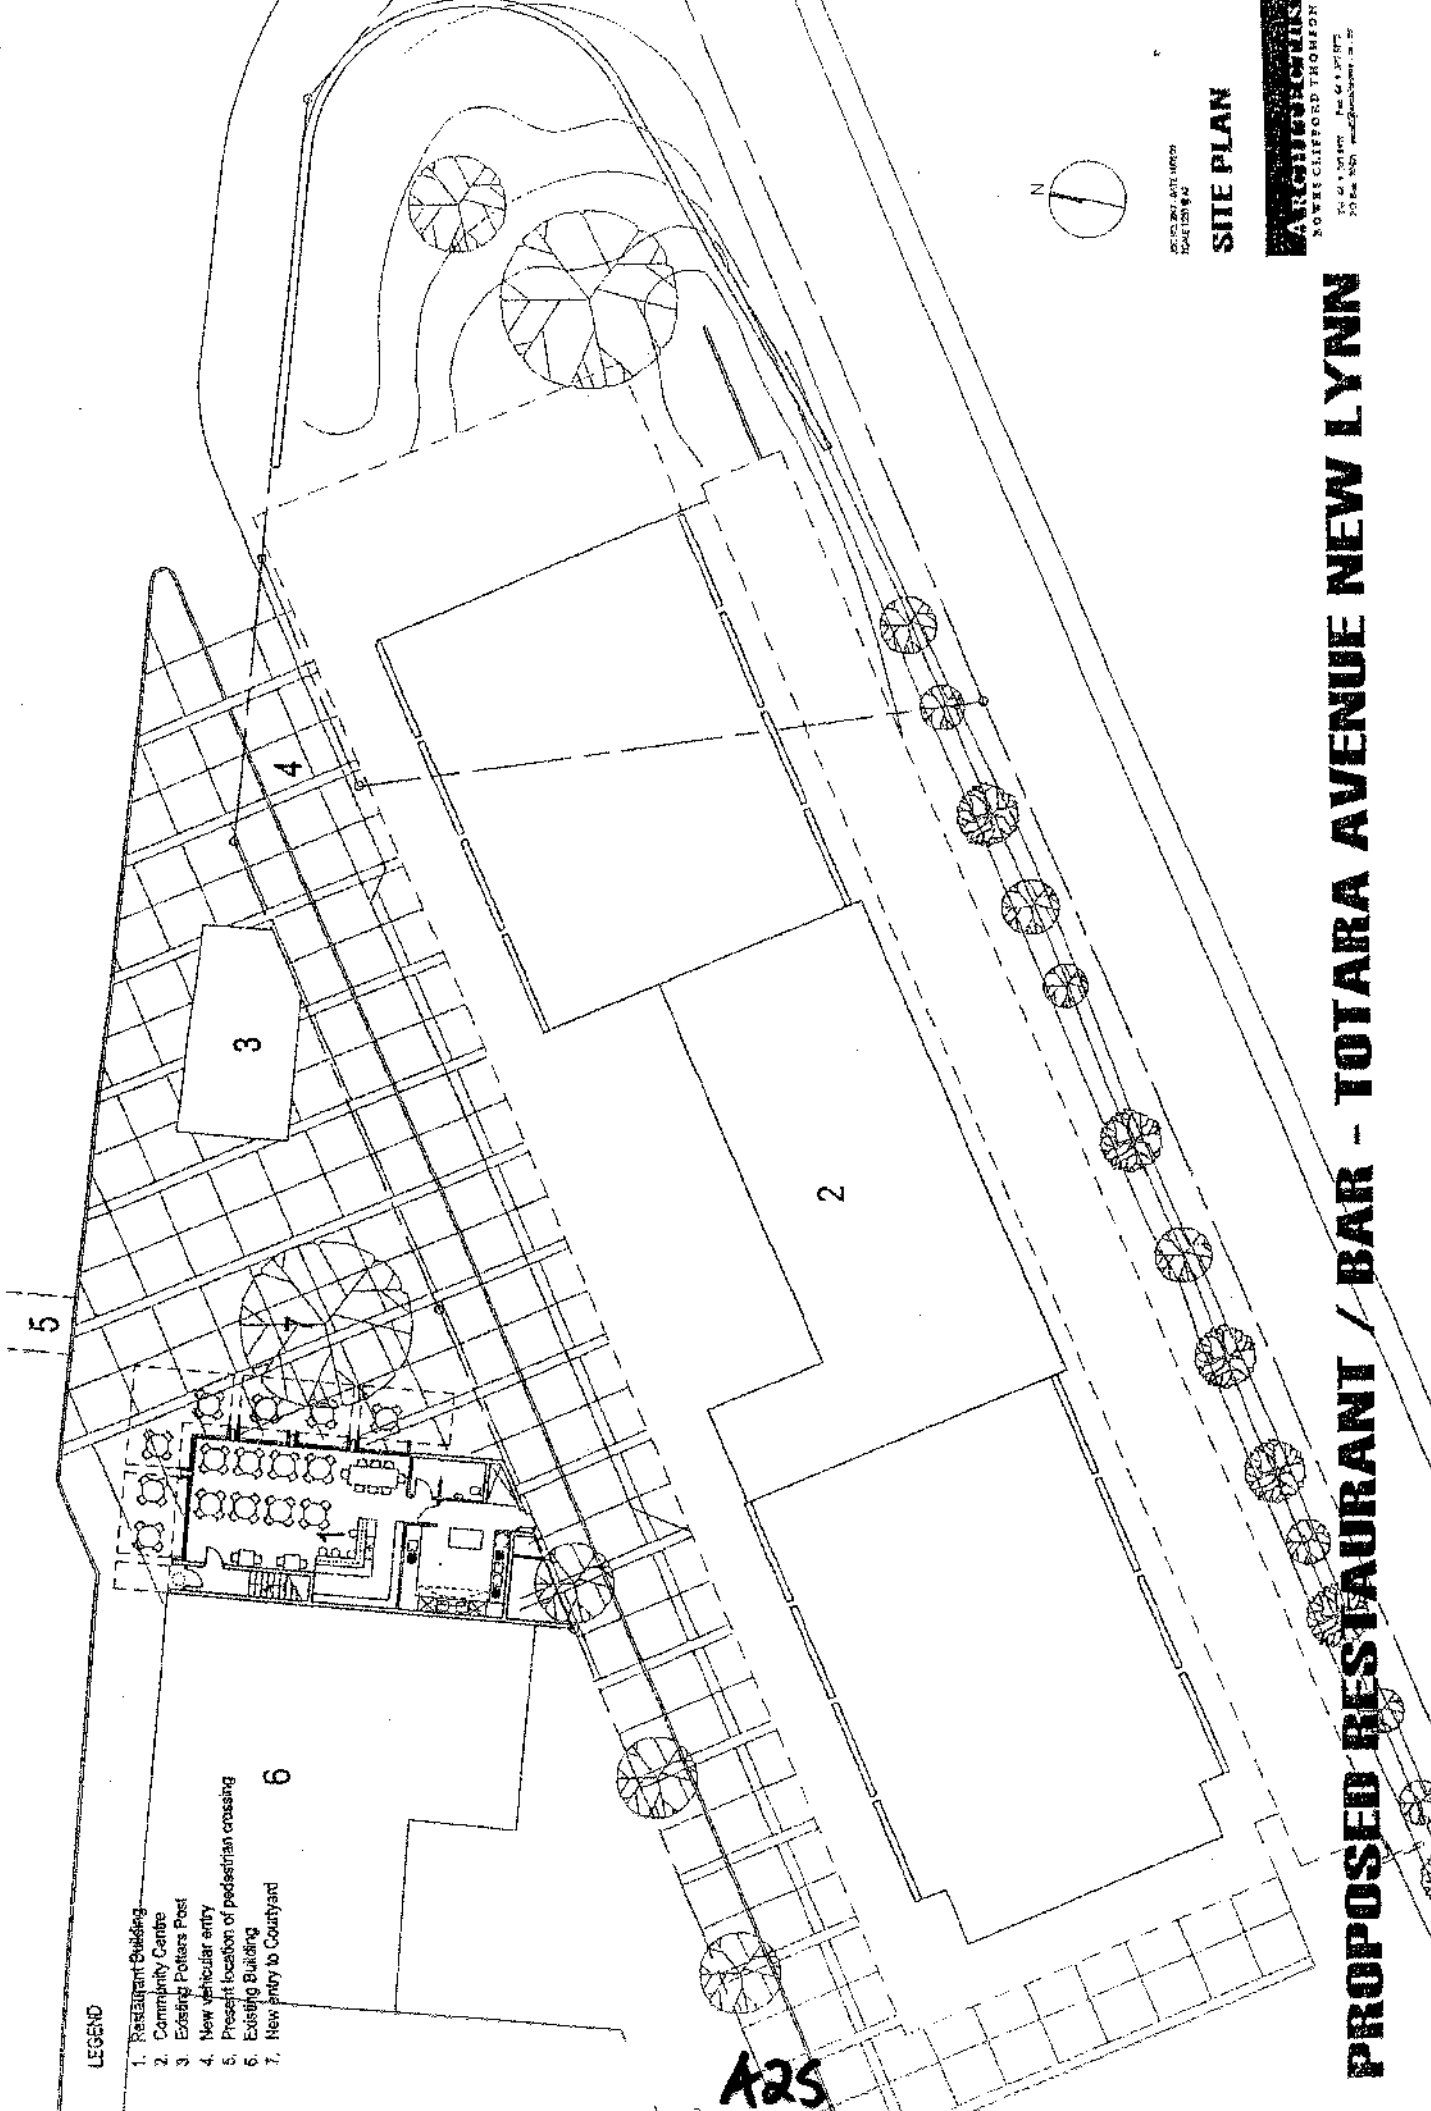 LEGEND
1. Restaurant Building
2. Community Centre
3. Existing Potters Post
4. New vehicular entry
5. Present location of pedestrian crossing
6. Existing Building
7. New entry to Courtyard
5
7
1
6
3
4
2
N
SITE PLAN
PROPOSED RESTAURANT / BAR - TOTARA AVENUE NEW LYNN
CLIFFORD THOMSON
A25